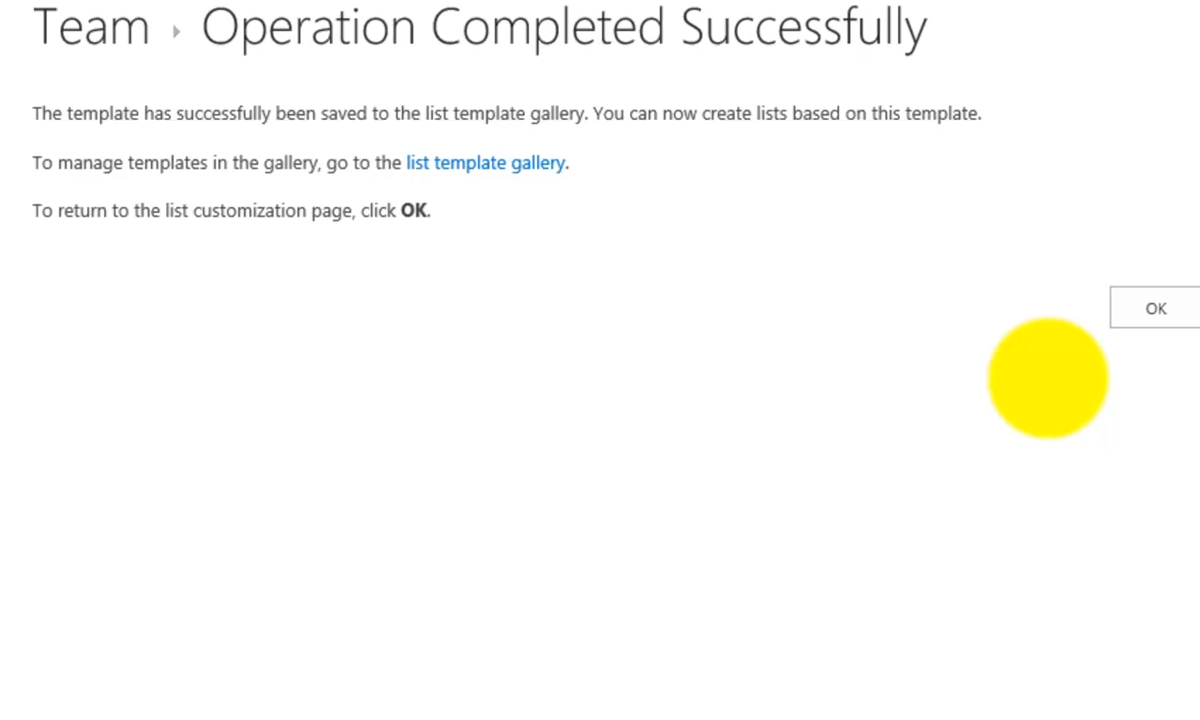 Team ▸ Operation Completed Successfully
The template has successfully been saved to the list template gallery. You can now create lists based on this template.
To manage templates in the gallery, go to the list template gallery.
To return to the list customization page, click OK.
OK